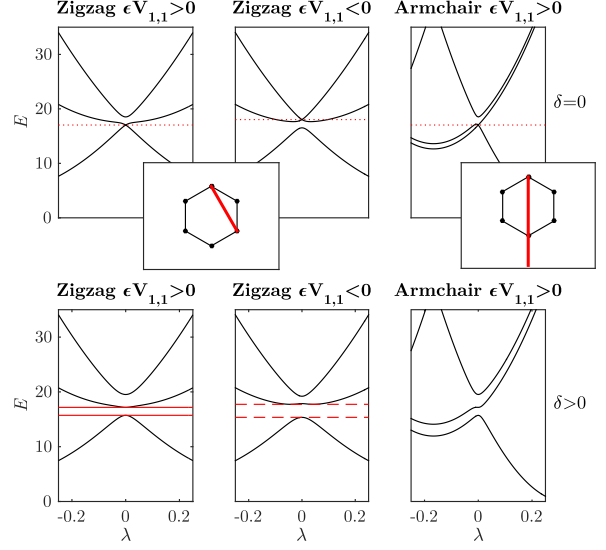 Zigzag ϵV1,1>0 Zigzag ϵV1,1<0 Armchair ϵV1,1>0
30
20
10
0
E
δ=0
Zigzag ϵV1,1>0 Zigzag ϵV1,1<0 Armchair ϵV1,1>0
30
20
10
0
E
δ>0
-0.2 0 0.2 -0.2 0 0.2 -0.2 0 0.2
λ λ λ